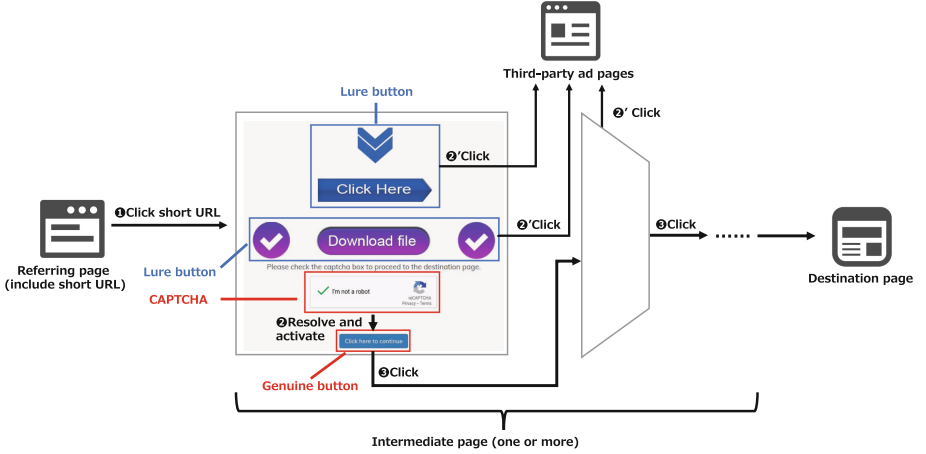 Third-party ad pages
Lure button
❷' Click
❷'Click
Click Here
❶Click short URL
❷'Click
❸Click
Download file
Referring page
(include short URL)
Lure button
Please check the captcha box to proceed to the destination page.
Destination page
CAPTCHA
I'm not a robot
reCAPTCHA
Privacy - Terms
❷Resolve and
activate
Click here to continue
❸Click
Genuine button
Intermediate page (one or more)